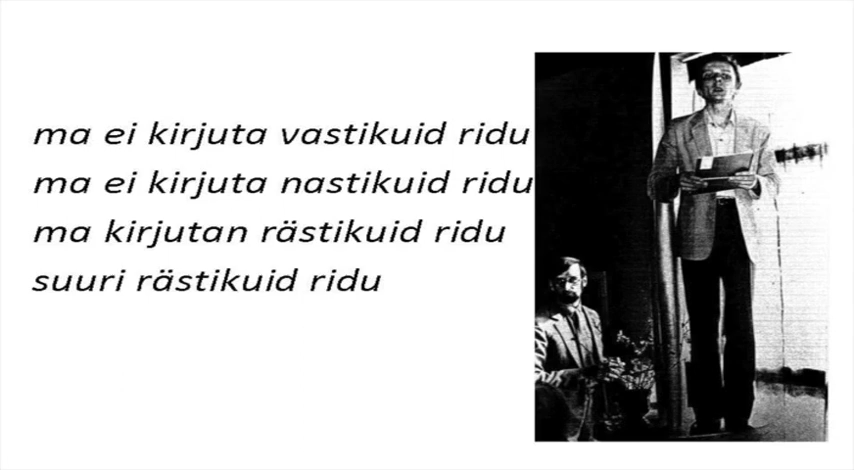 ma ei kirjuta vastikuid ridu
ma ei kirjuta nastikuid ridu
ma kirjutan rästikuid ridu
suuri rästikuid ridu